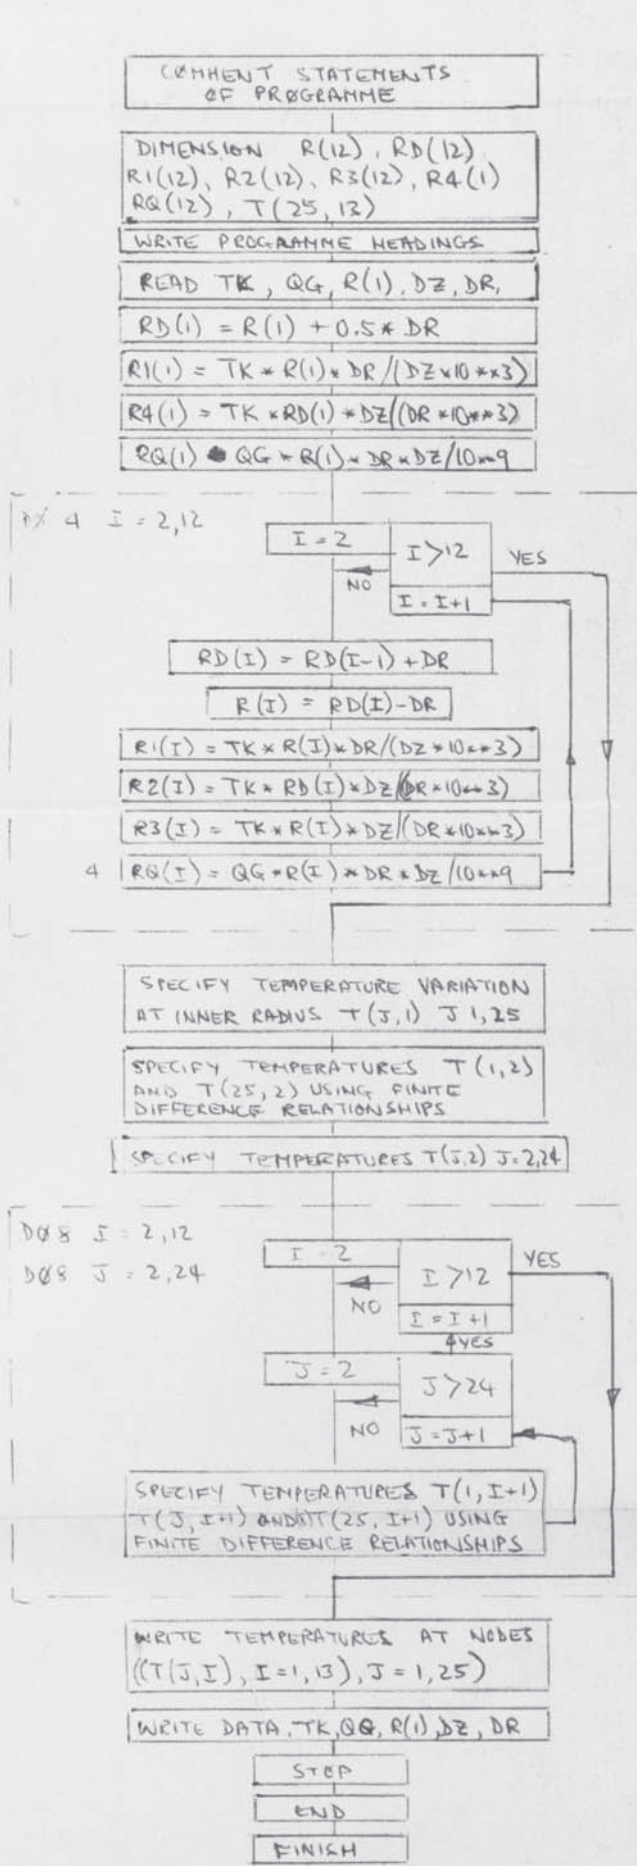 CØMMENT STATEMENTS
ØF PRØGRAMME
DIMENSION R(12), RD(12)
R1(12), R2(12), R3(12), R4(1)
RQ(12), T(25,13)
WRITE PROGRAMME HEADINGS
READ TK, QG, R(1), DZ, DR,
RD(1) = R(1) + 0.5* DR
R1(1) = TK * R(1) * DR/(DZ*10**3)
R4(1) = TK *RD(1) * DZ/(DR *10**3)
RQ(1) QG * R(1) * DR * DZ/10**9
DØ 4 I = 2,12
I = 2
I>12
YES
NO
I = I+1
RD(I) = RD(I-1) + DR
R(I) = RD(I)-DR
R1(I) = TK * R(I)*DR/(DZ*10**3)
R2(I) = TK* RD(I)*DZ/(DR*10**3)
R3(I) = TK*R(I)*DZ/(DR*10**3)
4 RQ(I) = QG*R(I)*DR*DZ/10**9
SPECIFY TEMPERATURE VARIATION
AT INNER RADIUS T(J,1) J 1,25
SPECIFY TEMPERATURES T(1,2)
AND T(25,2) USING FINITE
DIFFERENCE RELATIONSHIPS
SPECIFY TEMPERATURES T(J,2) J=2,24
DØ8 I = 2,12
DØ8 J = 2,24
I = 2
I>12
YES
NO
I = I+1
YES
J = 2
J>24
NO
J = J+1
SPECIFY TEMPERATURES T(1, I+1)
T(J, I+1) AND T(25, I+1) USING
FINITE DIFFERENCE RELATIONSHIPS
WRITE TEMPERATURES AT NODES
((T(J,I), I=1,13), J=1,25)
WRITE DATA, TK, QG, R(1), DZ, DR
STOP
END
FINISH